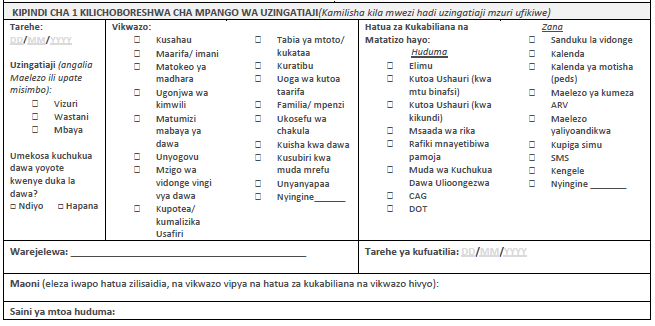 KIPINDI CHA 1 KILICHOBORESHWA CHA MPANGO WA UZINGATIAJI(Kamilisha kila mwezi hadi uzingatiaji mzuri ufikiwe)
Tarehe:
DD/MM/YYYY
Uzingatiaji (angalia
Maelezo ili upate
misimbo):
□ Vizuri
□ Wastani
□ Mbaya
Umekosa kuchukua
dawa yoyote
kwenye duka la
dawa?
□ Ndiyo □ Hapana
Vikwazo:
□ Kusahau
□ Maarifa/ imani
□ Matokeo ya
madhara
□ Ugonjwa wa
kimwili
□ Matumizi
mabaya ya
dawa
□ Unyogovu
□ Mzigo wa
vidonge vingi
vya dawa
□ Kupotea/
kumalizika
Usafiri
□ Tabia ya mtoto/
kukataa
□ Kuratibu
□ Uoga wa kutoa
taarifa
□ Familia/ mpenzi
□ Ukosefu wa
chakula
□ Kuisha kwa dawa
□ Kusubiri kwa
muda mrefu
□ Unyanyapaa
□ Nyingine______
Hatua za Kukabiliana na
Matatizo hayo:
Huduma
□ Elimu
□ Kutoa Ushauri (kwa
mtu binafsi)
□ Kutoa Ushauri (kwa
kikundi)
□ Msaada wa rika
□ Rafiki mnayetibiwa
pamoja
□ Muda wa Kuchukua
Dawa Ulioongezwa
□ CAG
□ DOT
Zana
□ Sanduku la vidonge
□ Kalenda
□ Kalenda ya motisha
(peds)
□ Maelezo ya kumeza
ARV
□ Maelezo
yaliyoandikwa
□ Kupiga simu
□ SMS
□ Kengele
□ Nyingine _______
Warejelewa: ____________________________________________
Tarehe ya kufuatilia: DD/MM/YYYY
Maoni (eleza iwapo hatua zilisaidia, na vikwazo vipya na hatua za kukabiliana na vikwazo hivyo):
Saini ya mtoa huduma: